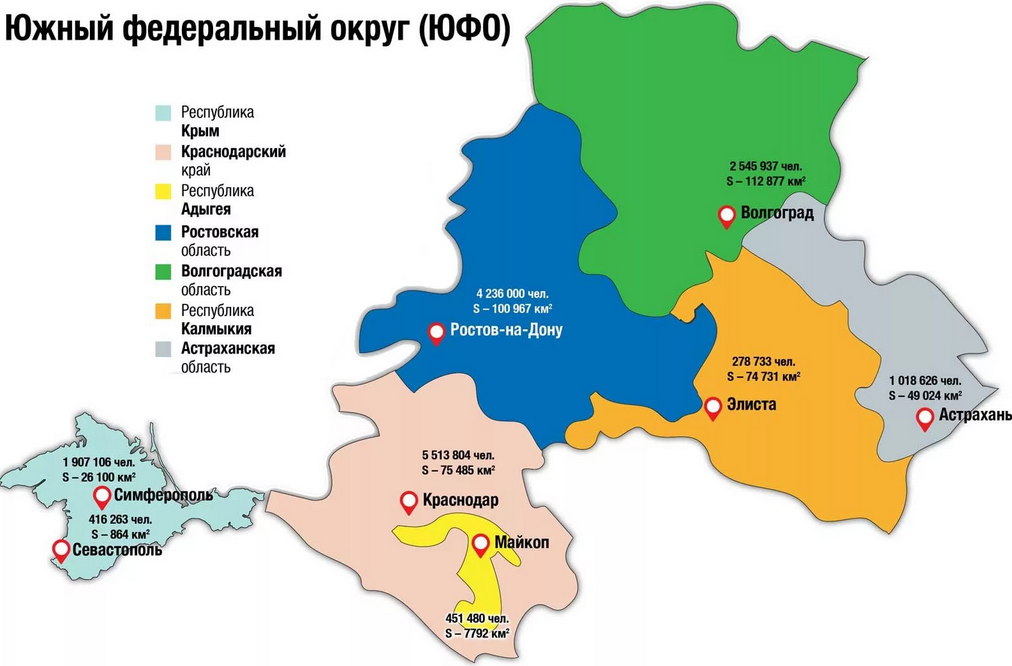 Южный федеральный округ (ЮФО)
Республика
Крым
Краснодарский
край
Республика
Адыгея
Ростовская
область
Волгоградская
область
Республика
Калмыкия
Астраханская
область
2 545 937 чел.
S – 112 877 км²
Волгоград
4 236 000 чел.
S – 100 967 км²
Ростов-на-Дону
278 733 чел.
S – 74 731 км²
Элиста
1 018 626 чел.
S – 49 024 км²
Астрахань
5 513 804 чел.
S – 75 485 км²
Краснодар
Майкоп
451 480 чел.
S – 7792 км²
1 907 106 чел.
S – 26 100 км²
Симферополь
416 263 чел.
S – 864 км²
Севастополь